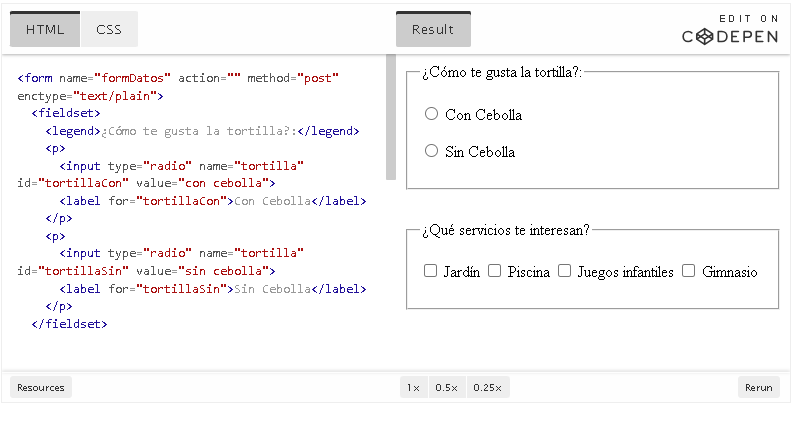 HTML
CSS
Result
EDIT ON
CODEPEN
<form name="formDatos" action="" method="post"
enctype="text/plain">
<fieldset>
<legend>¿Cómo te gusta la tortilla?:</legend>
<p>
<input type="radio" name="tortilla"
id="tortillaCon" value="con cebolla">
<label for="tortillaCon">Con Cebolla</label>
</p>
<p>
<input type="radio" name="tortilla"
id="tortillaSin" value="sin cebolla">
<label for="tortillaSin">Sin Cebolla</label>
</p>
</fieldset>
¿Cómo te gusta la tortilla?:
Con Cebolla
Sin Cebolla
¿Qué servicios te interesan?
Jardín Piscina Juegos infantiles Gimnasio
Resources
1x 0.5x 0.25x
Rerun